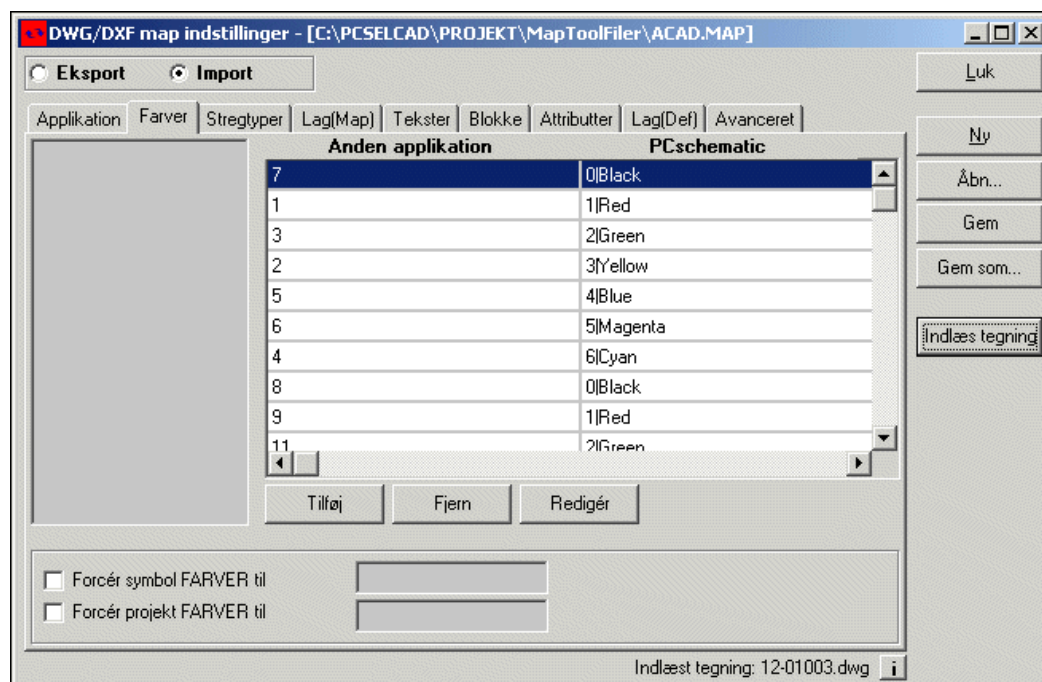 DWG/DXF map indstillinger - [C:\PCSELCAD\PROJEKT\MapToolFiler\ACAD.MAP]
Eksport Import
Luk
Applikation Farver Stregtyper Lag(Map) Tekster Blokke Attributter Lag(Def) Avanceret
Ny
Anden applikation PCschematic
7 0|Black
Åbn...
1 1|Red
3 2|Green
Gem
2 3|Yellow
Gem som...
5 4|Blue
6 5|Magenta
Indlæs tegning
4 6|Cyan
8 0|Black
9 1|Red
11 2|Green
Tilføj Fjern Redigér
Forcér symbol FARVER til
Forcér projekt FARVER til
Indlæst tegning: 12-01003.dwg i